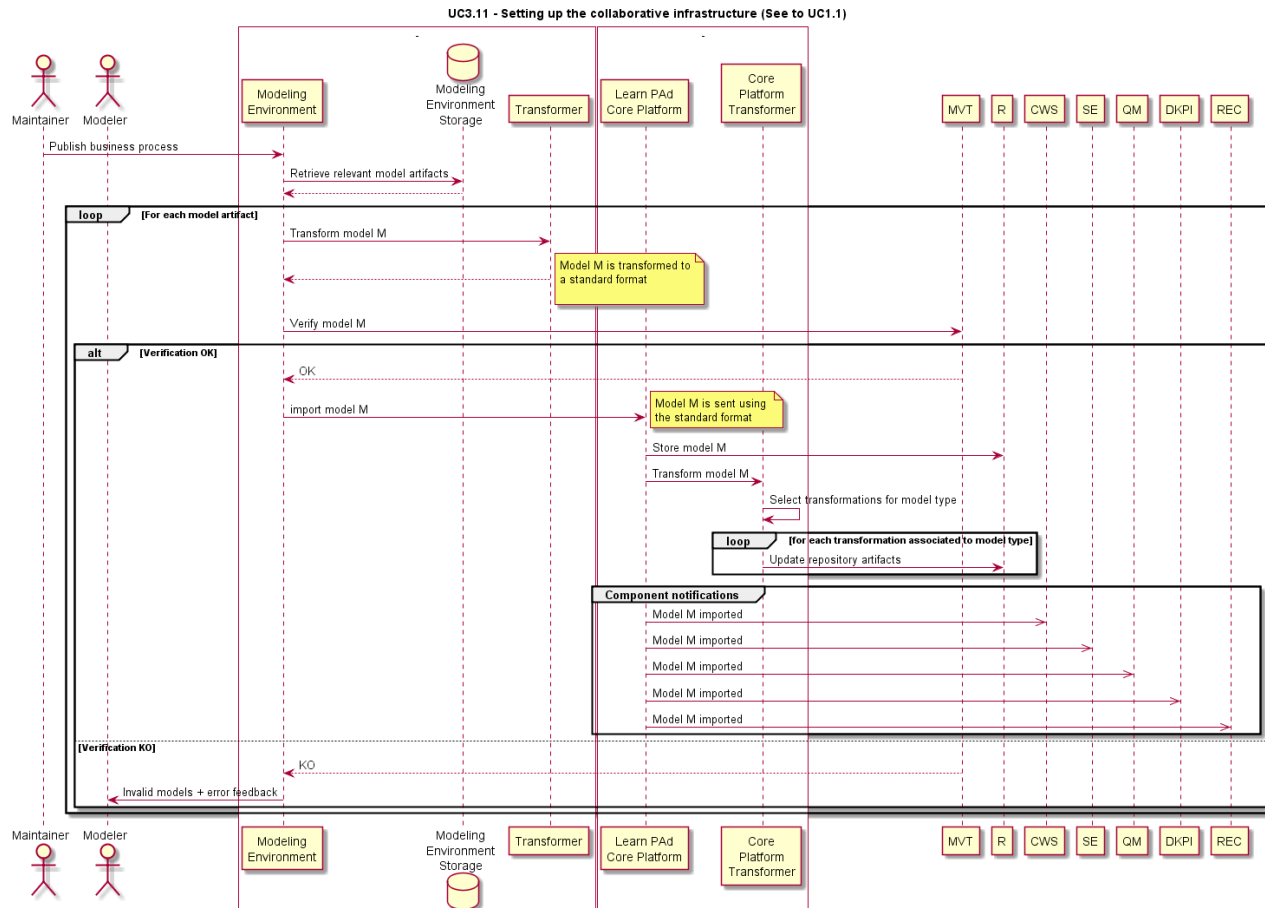 UC3.11 - Setting up the collaborative infrastructure (See to UC1.1)
-
-
Maintainer
Modeler
Modeling
Environment
Modeling
Environment
Storage
Transformer
Learn PAd
Core Platform
Core
Platform
Transformer
MVT
R
CWS
SE
QM
DKPI
REC
Publish business process
Retrieve relevant model artifacts
loop
[For each model artifact]
Transform model M
Model M is transformed to
a standard format
Verify model M
alt
[Verification OK]
OK
import model M
Model M is sent using
the standard format
Store model M
Transform model M
Select transformations for model type
loop
[for each transformation associated to model type]
Update repository artifacts
Component notifications
Model M imported
Model M imported
Model M imported
Model M imported
Model M imported
[Verification KO]
KO
Invalid models + error feedback
Maintainer
Modeler
Modeling
Environment
Modeling
Environment
Storage
Transformer
Learn PAd
Core Platform
Core
Platform
Transformer
MVT
R
CWS
SE
QM
DKPI
REC